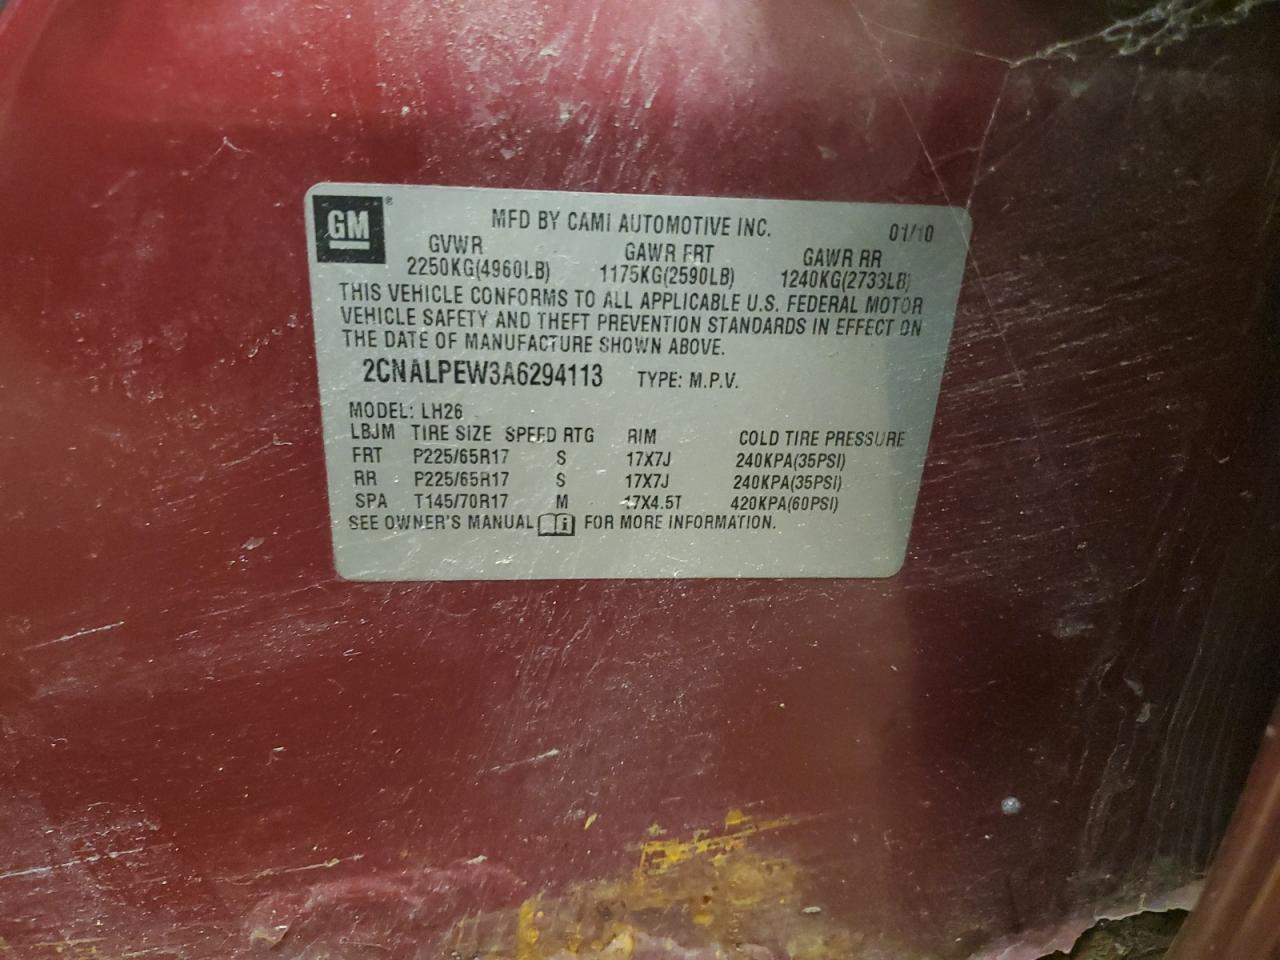 GM®
MFD BY CAMI AUTOMOTIVE INC. 01/10
GVWR GAWR FRT GAWR RR
2250KG(4960LB) 1175KG(2590LB) 1240KG(2733LB)
THIS VEHICLE CONFORMS TO ALL APPLICABLE U.S. FEDERAL MOTOR
VEHICLE SAFETY AND THEFT PREVENTION STANDARDS IN EFFECT ON
THE DATE OF MANUFACTURE SHOWN ABOVE.
2CNALPEW3A6294113 TYPE: M.P.V.
MODEL: LH26
LBJM TIRE SIZE SPEED RTG RIM COLD TIRE PRESSURE
FRT P225/65R17 S 17X7J 240KPA(35PSI)
RR P225/65R17 S 17X7J 240KPA(35PSI)
SPA T145/70R17 M 17X4.5T 420KPA(60PSI)
SEE OWNER'S MANUAL i FOR MORE INFORMATION.